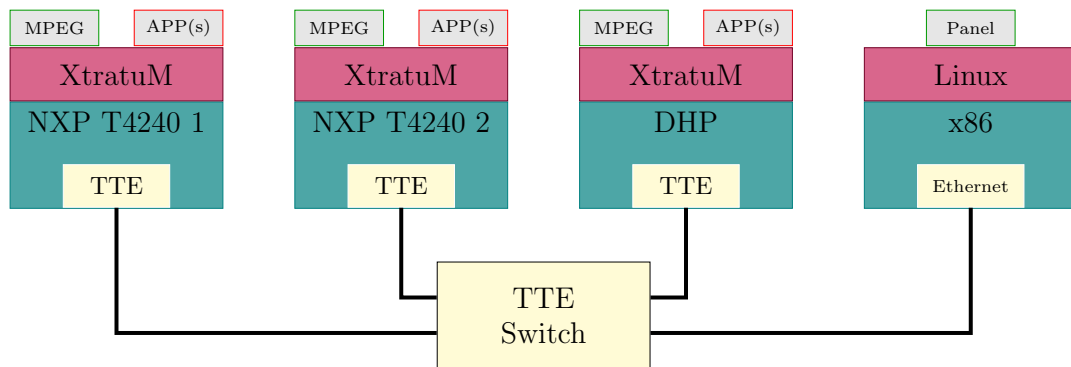 MPEG APP(s) MPEG APP(s) MPEG APP(s) Panel
XtratuM XtratuM XtratuM Linux
NXP T4240 1 NXP T4240 2 DHP x86
TTE TTE TTE Ethernet
TTE
Switch